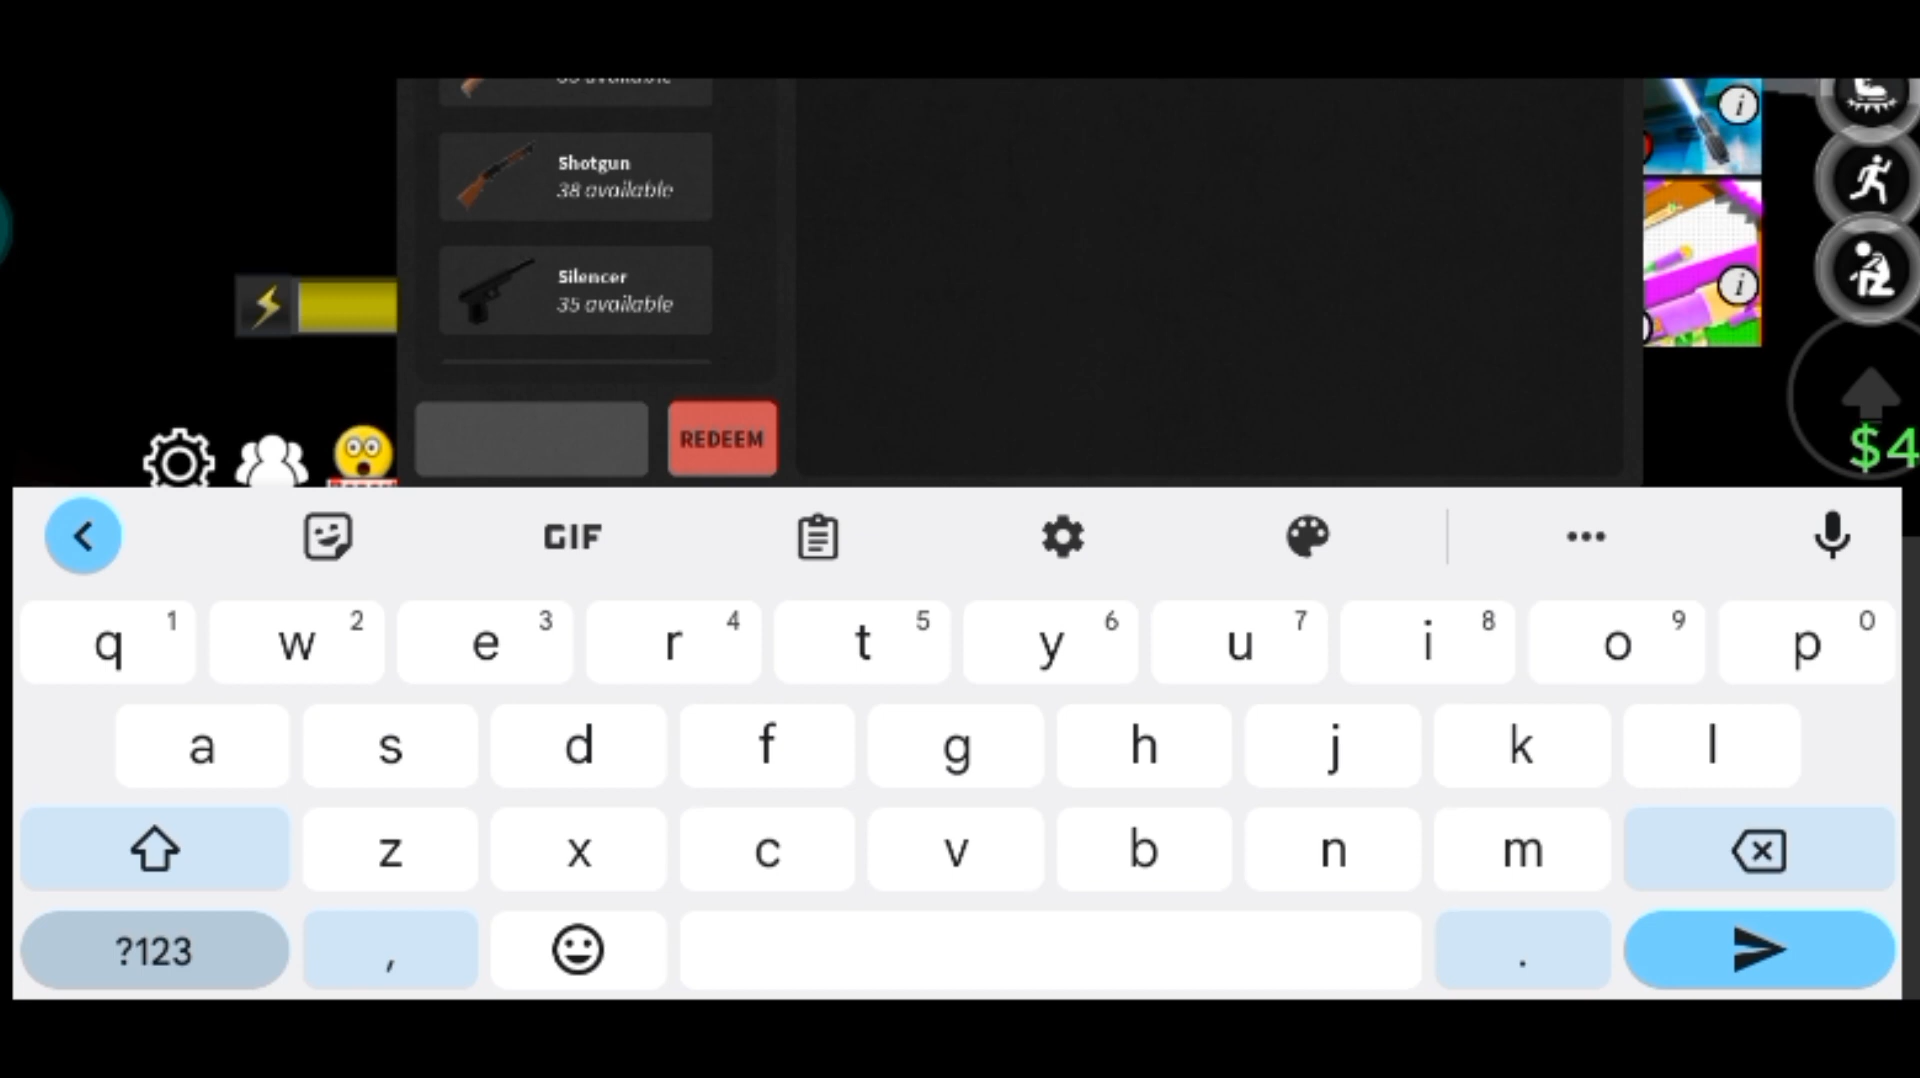 available
Shotgun
38 available
Silencer
35 available
REDEEM
i
i
$4
GIF
q 1 w 2 e 3 r 4 t 5 y 6 u 7 i 8 o 9 p 0
a s d f g h j k l
z x c v b n m
?123 , .